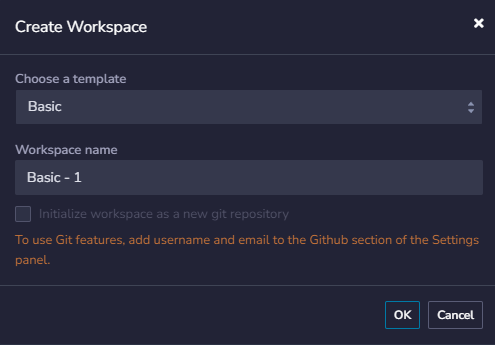 Create Workspace
Choose a template
Basic
Workspace name
Basic - 1
Initialize workspace as a new git repository
To use Git features, add username and email to the Github section of the Settings
panel.
OK
Cancel